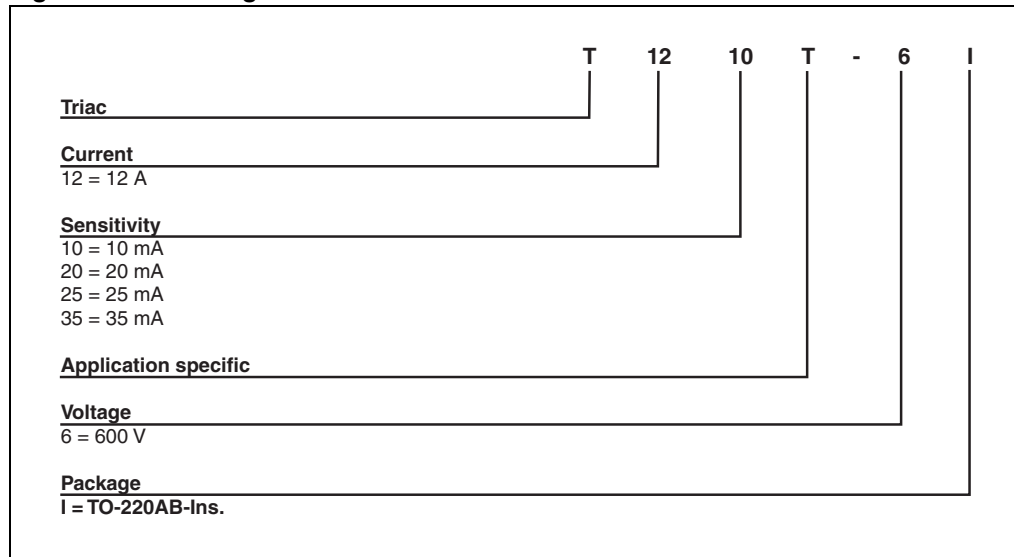 T 12 10 T - 6 I
Triac
Current
12 = 12 A
Sensitivity
10 = 10 mA
20 = 20 mA
25 = 25 mA
35 = 35 mA
Application specific
Voltage
6 = 600 V
Package
I = TO-220AB-Ins.